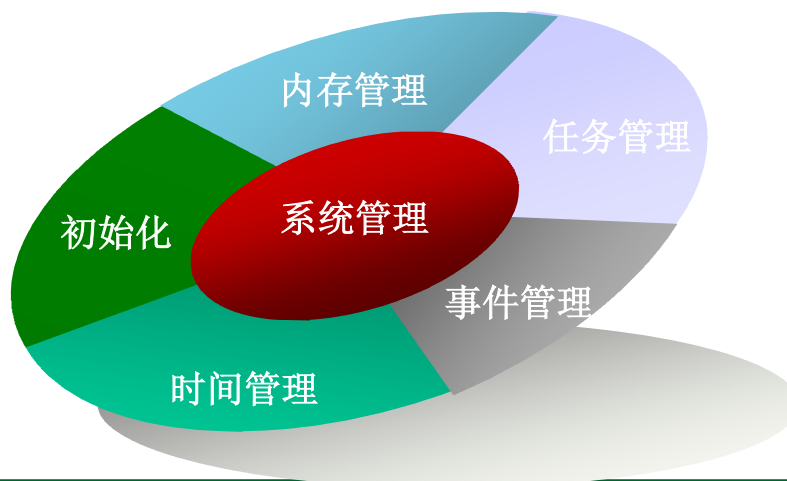 内存管理
任务管理
系统管理
初始化
事件管理
时间管理